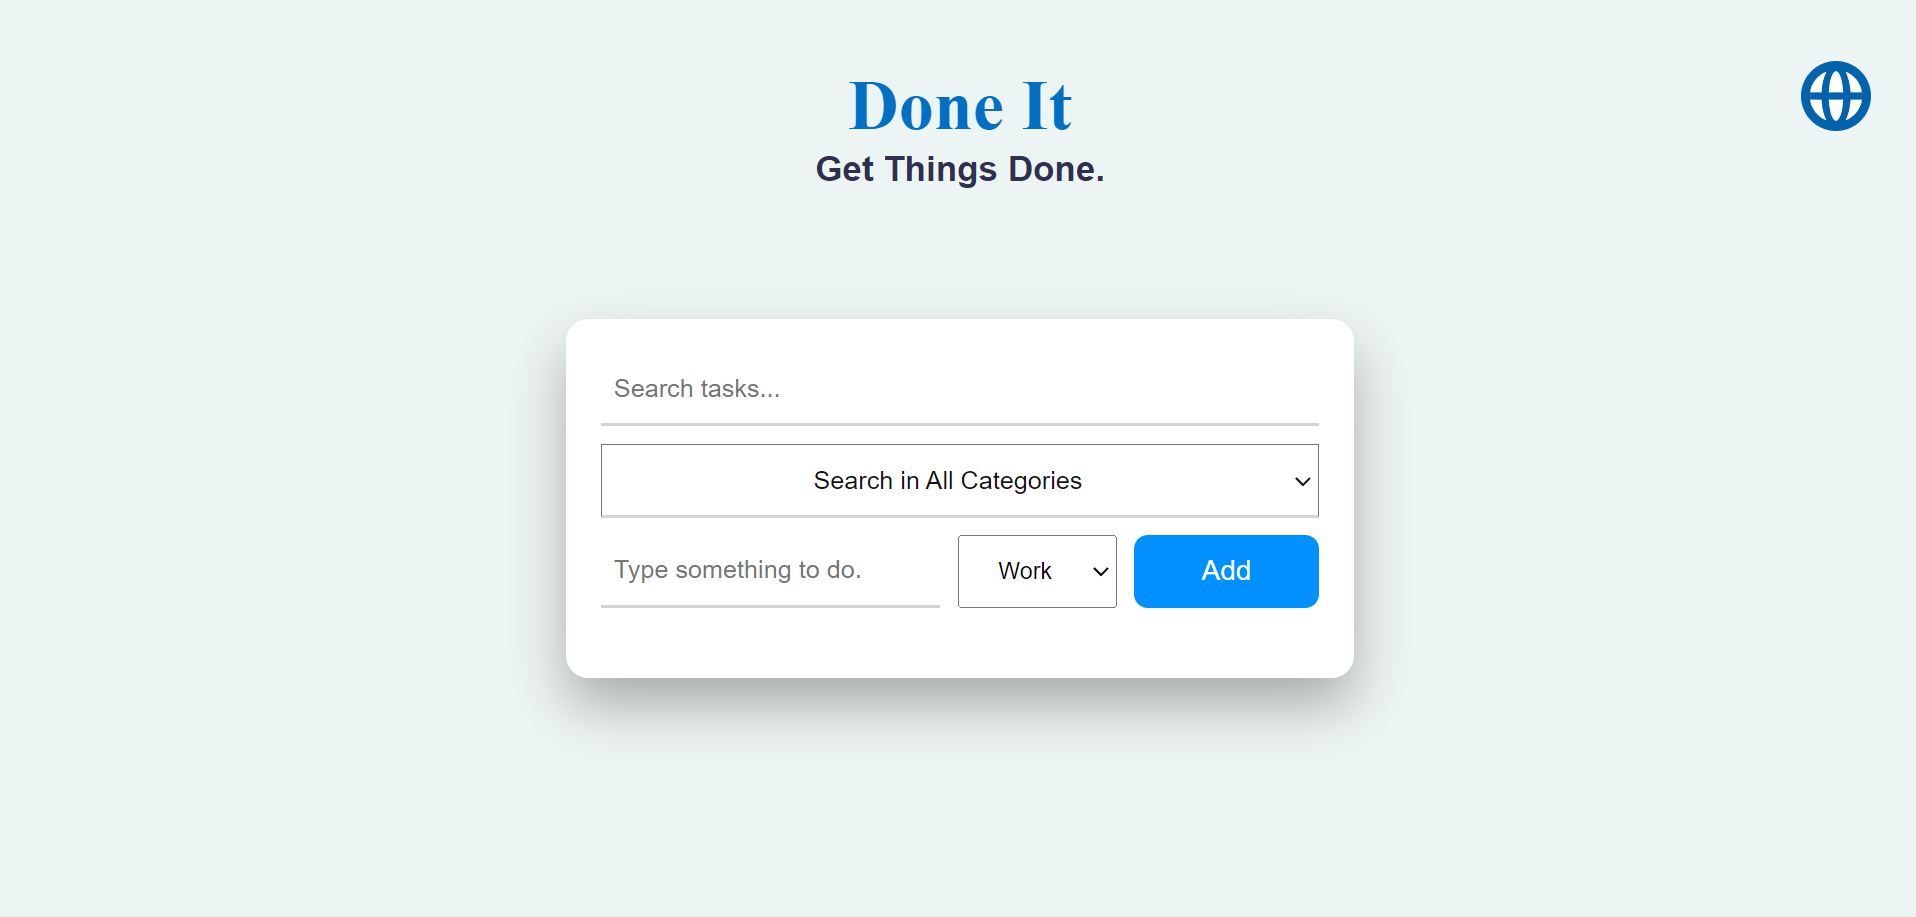 Done It
Get Things Done.
Search tasks...
Search in All Categories
Type something to do.
Work
Add